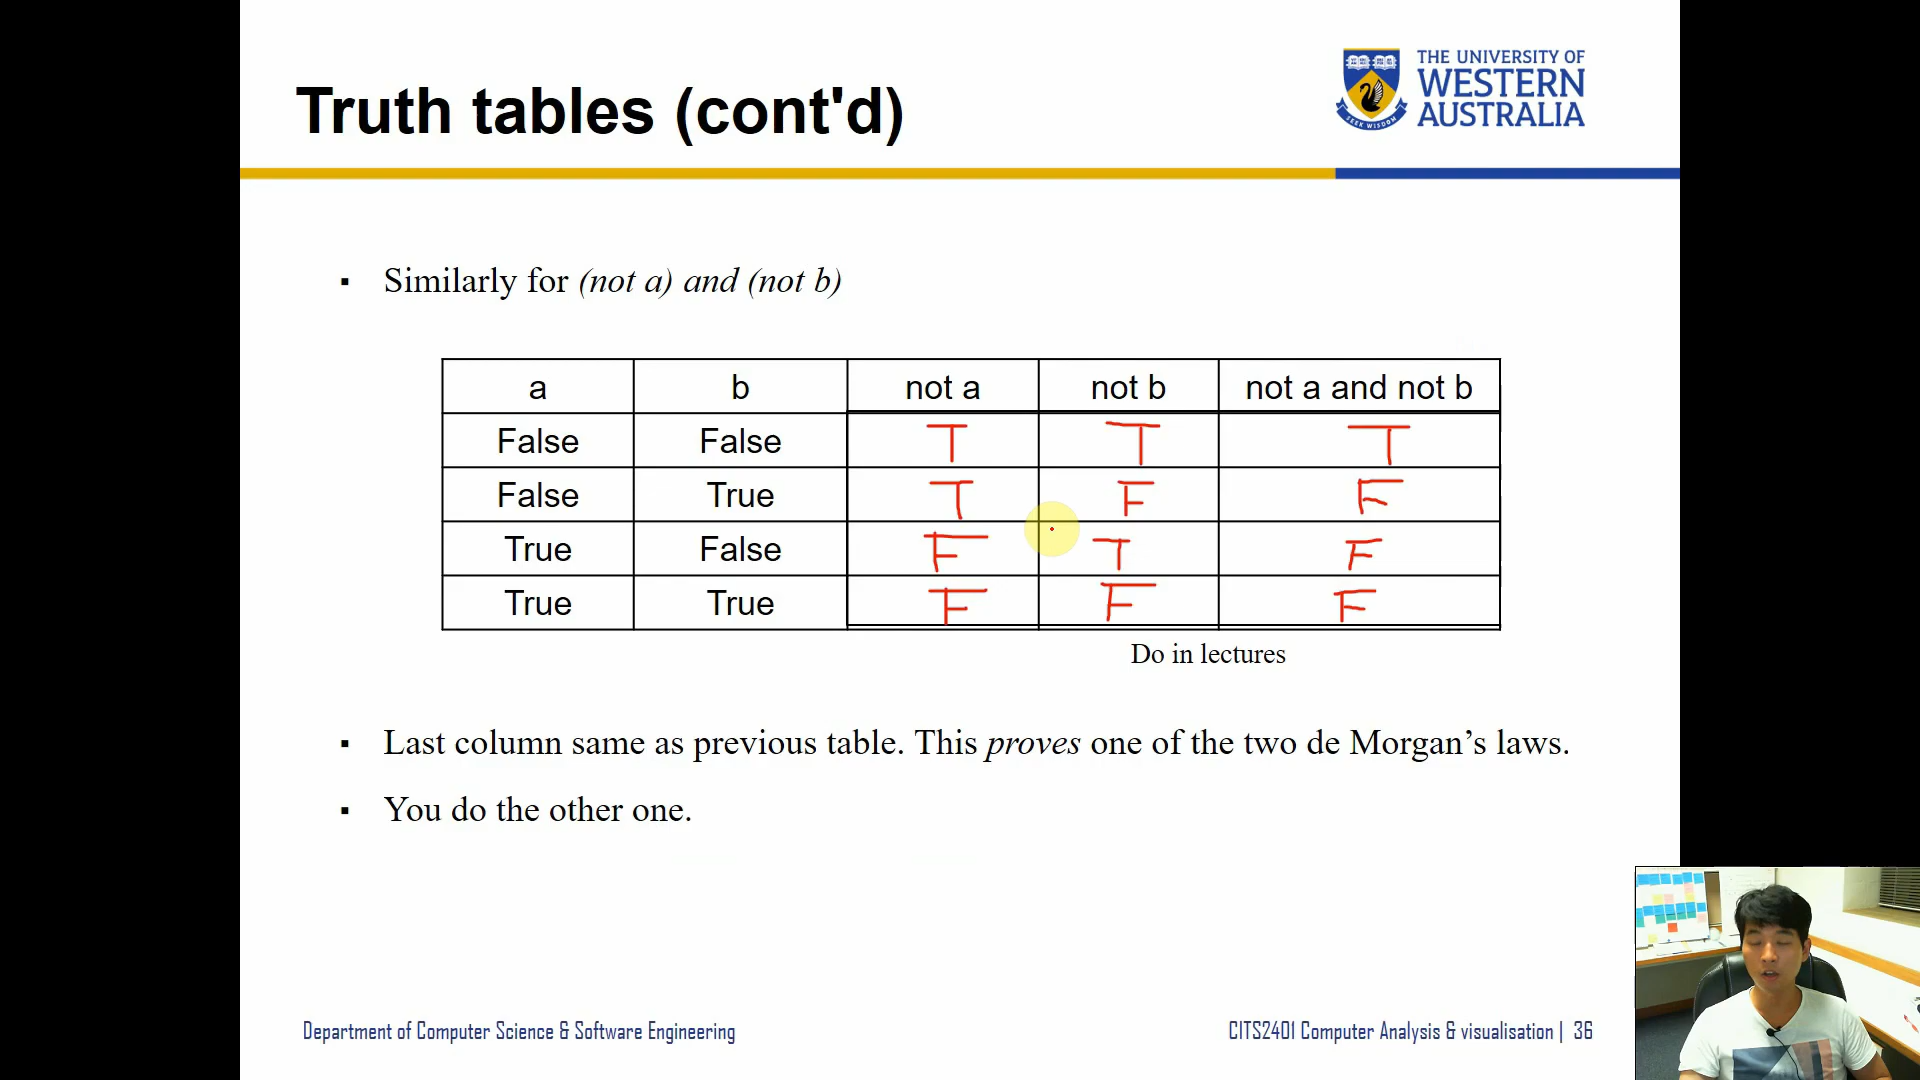 THE UNIVERSITY OF
WESTERN
AUSTRALIA
SEEK WISDOM
Truth tables (cont'd)
▪ Similarly for (not a) and (not b)
a b not a not b not a and not b
False False T T T
False True T F F
True False F T F
True True F F F
Do in lectures
▪ Last column same as previous table. This proves one of the two de Morgan’s laws.
▪ You do the other one.
Department of Computer Science & Software Engineering
CITS2401 Computer Analysis & visualisation | 36